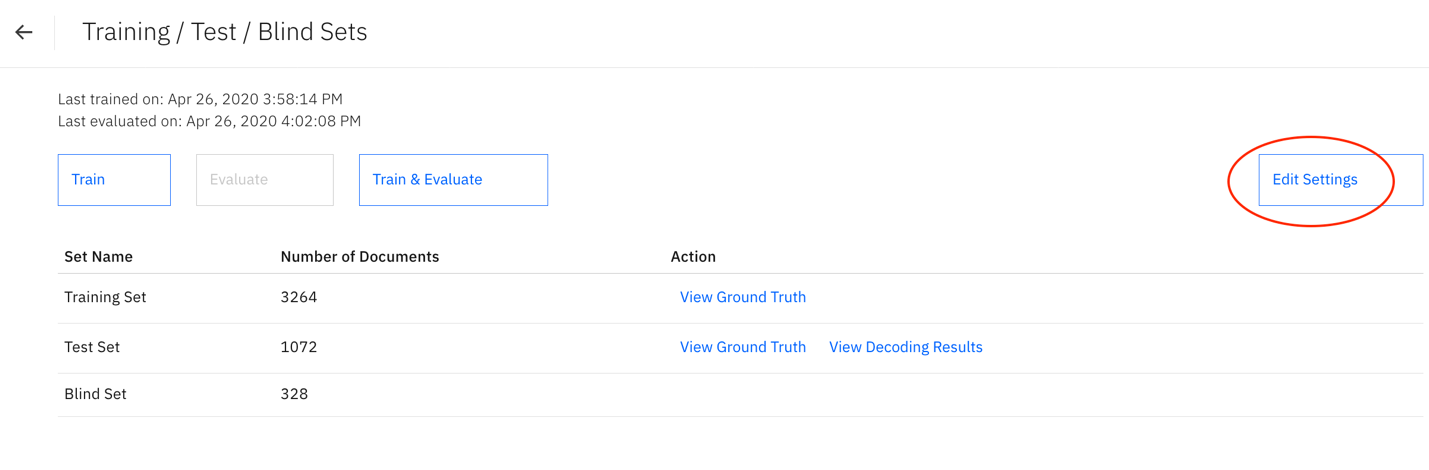 Training / Test / Blind Sets
Last trained on: Apr 26, 2020 3:58:14 PM
Last evaluated on: Apr 26, 2020 4:02:08 PM
Train Evaluate Train & Evaluate Edit Settings
Set Name Number of Documents Action
Training Set 3264 View Ground Truth
Test Set 1072 View Ground Truth View Decoding Results
Blind Set 328